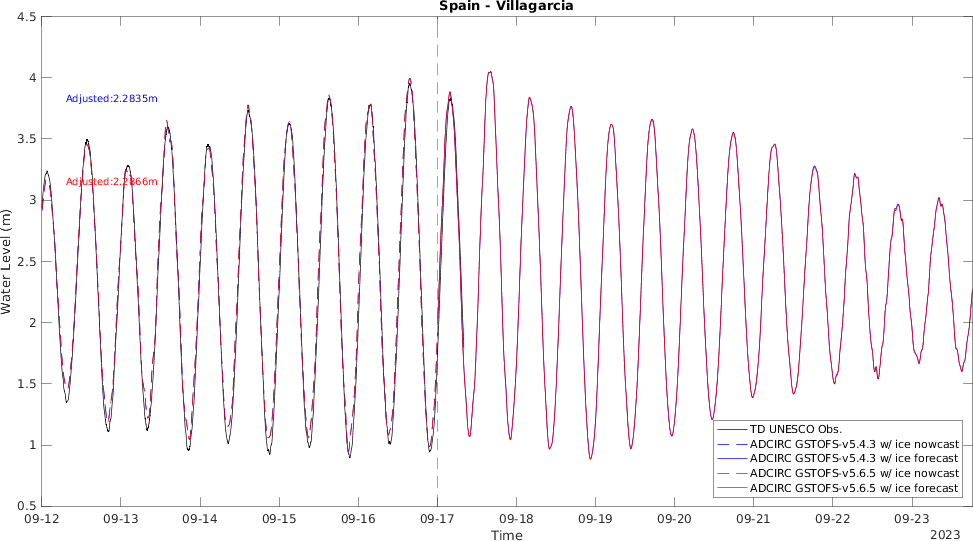 Spain - Villagarcia
4.5
4
3.5
3
2.5
2
1.5
1
0.5
Water Level (m)
Adjusted:2.2835m
Adjusted:2.2866m
TD UNESCO Obs.
ADCIRC GSTOFS-v5.4.3 w/ ice nowcast
ADCIRC GSTOFS-v5.4.3 w/ ice forecast
ADCIRC GSTOFS-v5.6.5 w/ ice nowcast
ADCIRC GSTOFS-v5.6.5 w/ ice forecast
09-12 09-13 09-14 09-15 09-16 09-17 09-18 09-19 09-20 09-21 09-22 09-23
Time
2023